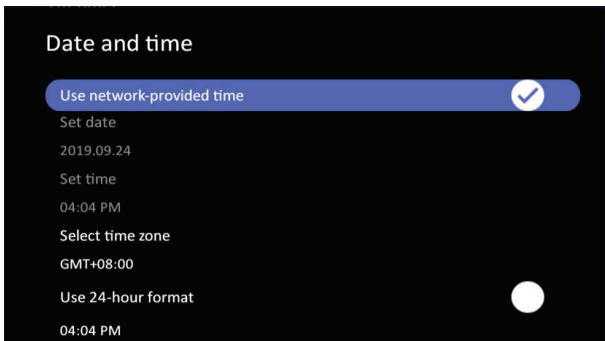 Date and time
Use network-provided time
Set date
2019.09.24
Set time
04:04 PM
Select time zone
GMT+08:00
Use 24-hour format
04:04 PM